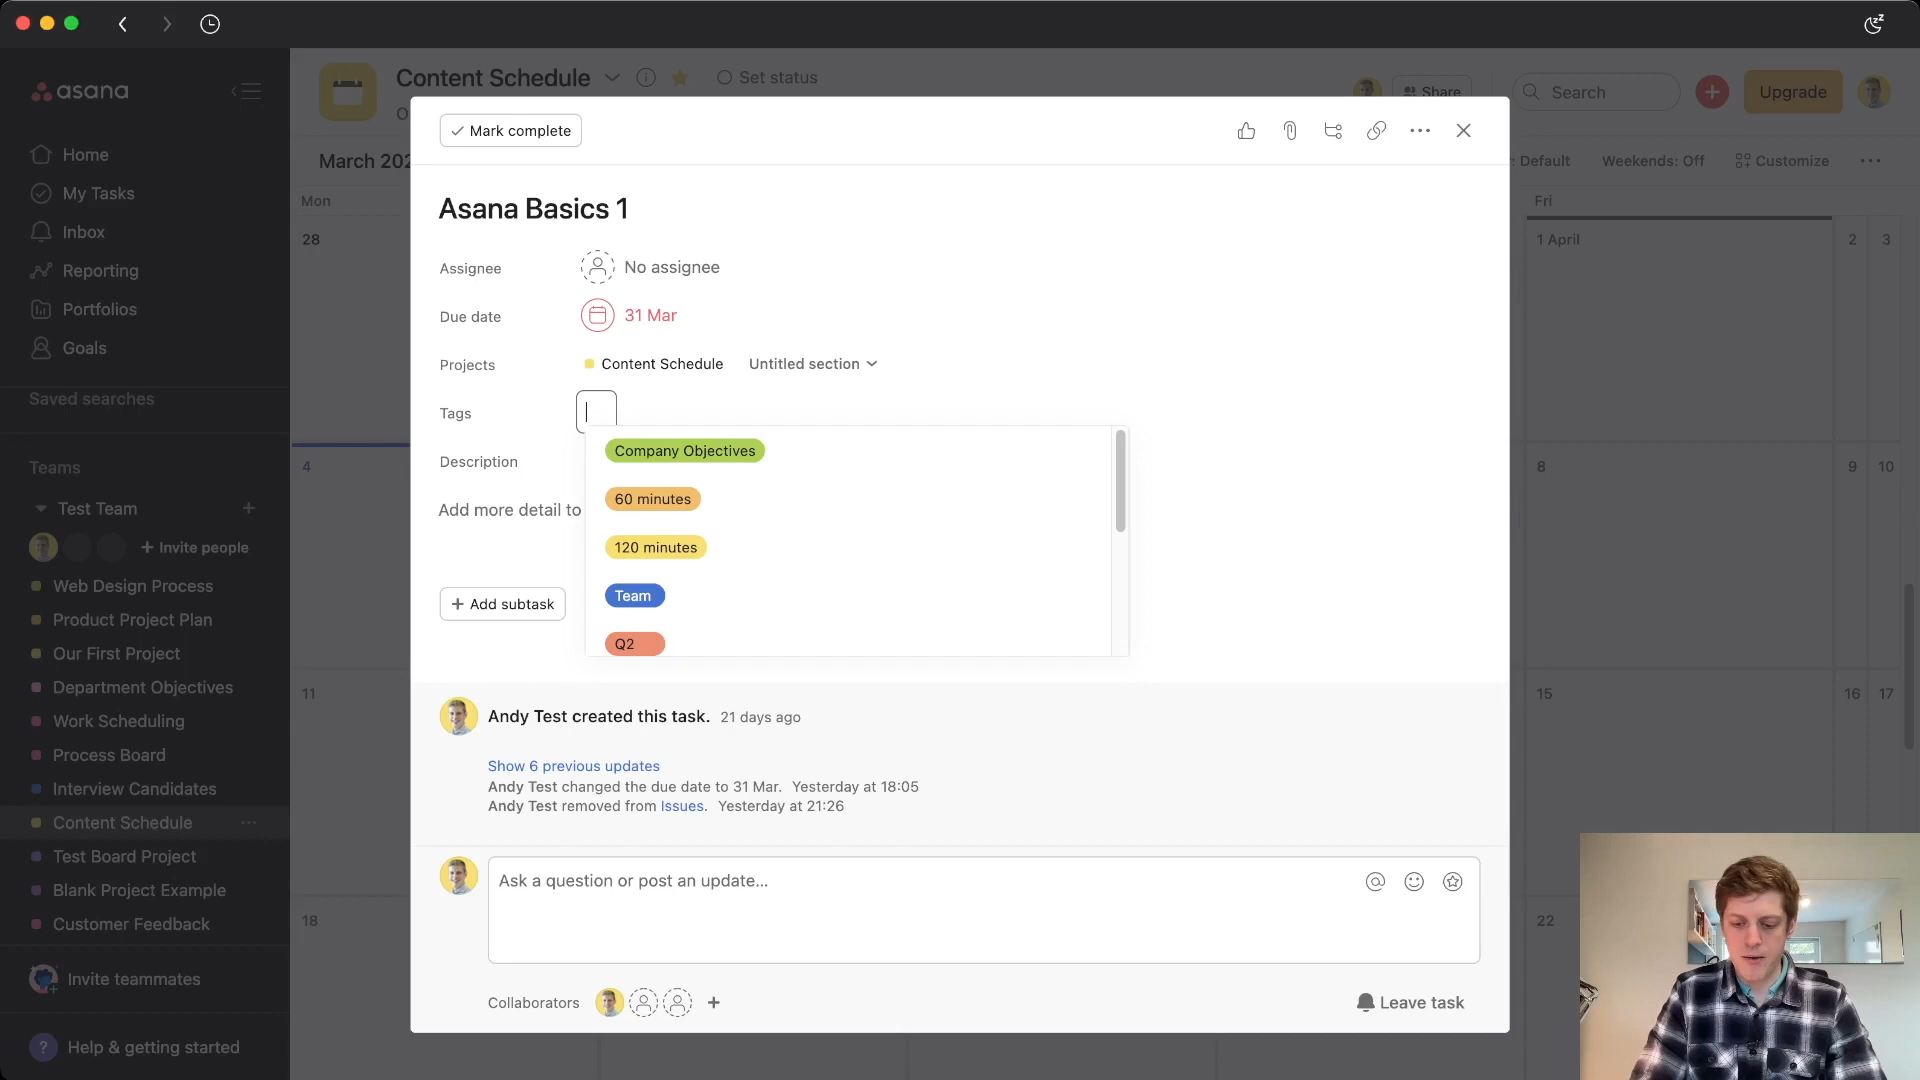 asana
Home
My Tasks
Inbox
Reporting
Portfolios
Goals
Saved searches
Teams
Test Team
Invite people
Web Design Process
Product Project Plan
Our First Project
Department Objectives
Work Scheduling
Process Board
Interview Candidates
Content Schedule
Test Board Project
Blank Project Example
Customer Feedback
Invite teammates
? Help & getting started
Content Schedule
Set status
Share
Search
Upgrade
March 202
Default
Weekends: Off
Customize
Mon
Fri
28
1 April
2
3
4
8
9
10
11
15
16
17
18
22
Mark complete
Asana Basics 1
Assignee
No assignee
Due date
31 Mar
Projects
Content Schedule
Untitled section
Tags
Company Objectives
60 minutes
120 minutes
Team
Q2
Description
Add more detail to
+ Add subtask
Andy Test created this task. 21 days ago
Show 6 previous updates
Andy Test changed the due date to 31 Mar. Yesterday at 18:05
Andy Test removed from Issues. Yesterday at 21:26
Ask a question or post an update...
Collaborators
Leave task